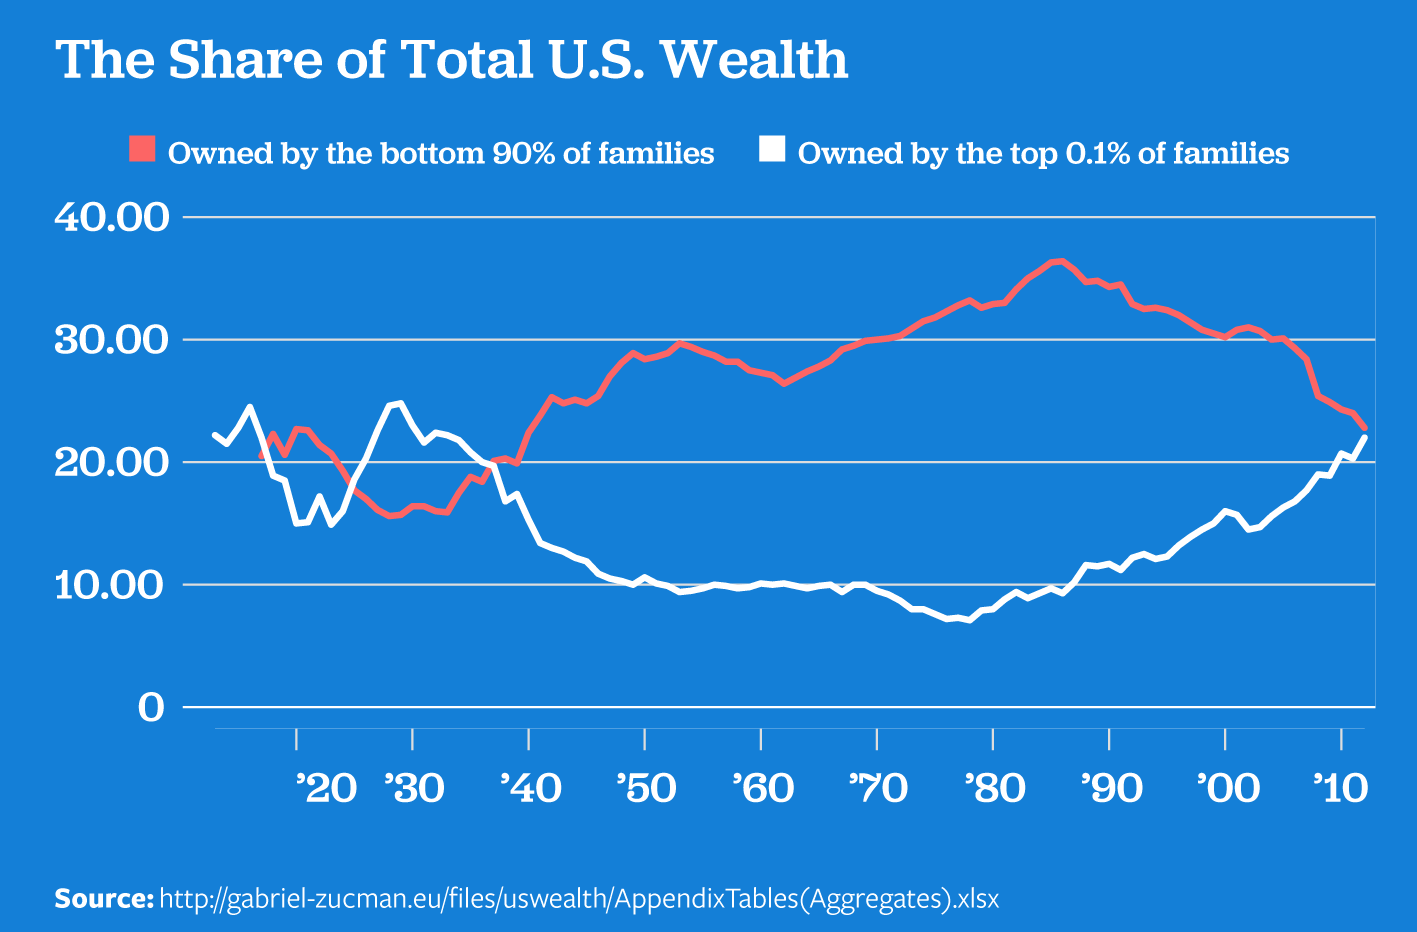 The Share of Total U.S. Wealth
Owned by the bottom 90% of families Owned by the top 0.1% of families
40.00
30.00
20.00
10.00
0
’20 ’30 ’40 ’50 ’60 ’70 ’80 ’90 ’00 ’10
Source: http://gabriel-zucman.eu/files/uswealth/AppendixTables(Aggregates).xlsx